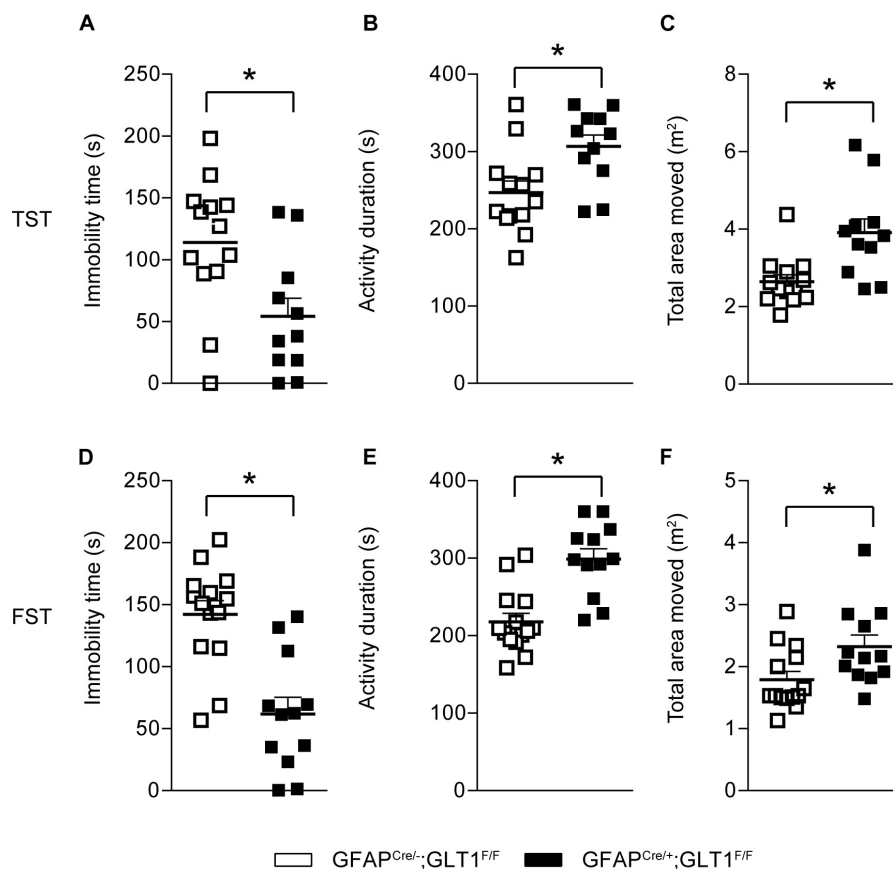 A
B
C
TST
Immobility time (s)
250
200
150
100
50
0
*
Activity duration (s)
400
300
200
100
0
*
Total area moved (m²)
8
6
4
2
0
*
D
E
F
FST
Immobility time (s)
250
200
150
100
50
0
*
Activity duration (s)
400
300
200
100
0
*
Total area moved (m²)
5
4
3
2
1
0
*
GFAP^Cre/-;GLT1^F/F GFAP^Cre/+;GLT1^F/F